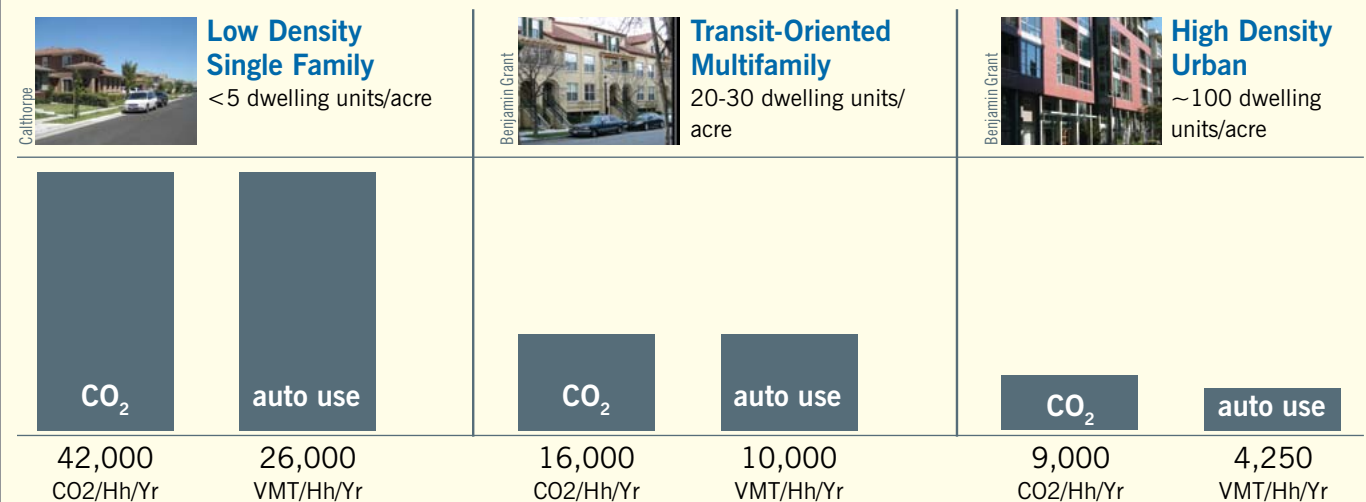 Calthorpe
Low Density
Single Family
<5 dwelling units/acre
Benjamin Grant
Transit-Oriented
Multifamily
20-30 dwelling units/
acre
Benjamin Grant
High Density
Urban
~100 dwelling
units/acre
CO2
auto use
CO2
auto use
CO2
auto use
42,000
CO2/Hh/Yr
26,000
VMT/Hh/Yr
16,000
CO2/Hh/Yr
10,000
VMT/Hh/Yr
9,000
CO2/Hh/Yr
4,250
VMT/Hh/Yr